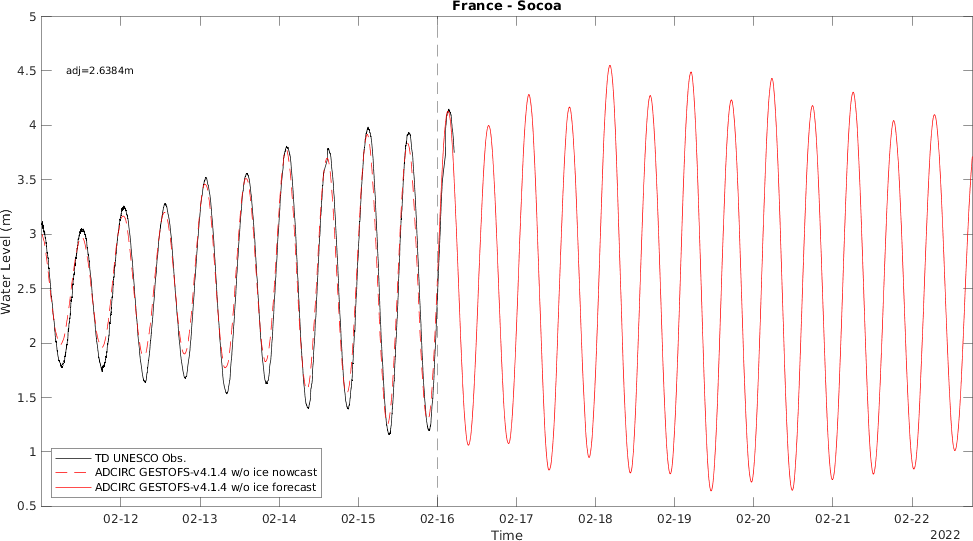 France - Socoa
5
4.5
4
3.5
3
2.5
2
1.5
1
0.5
Water Level (m)
adj=2.6384m
TD UNESCO Obs.
ADCIRC GESTOFS-v4.1.4 w/o ice nowcast
ADCIRC GESTOFS-v4.1.4 w/o ice forecast
02-12 02-13 02-14 02-15 02-16 02-17 02-18 02-19 02-20 02-21 02-22
Time
2022